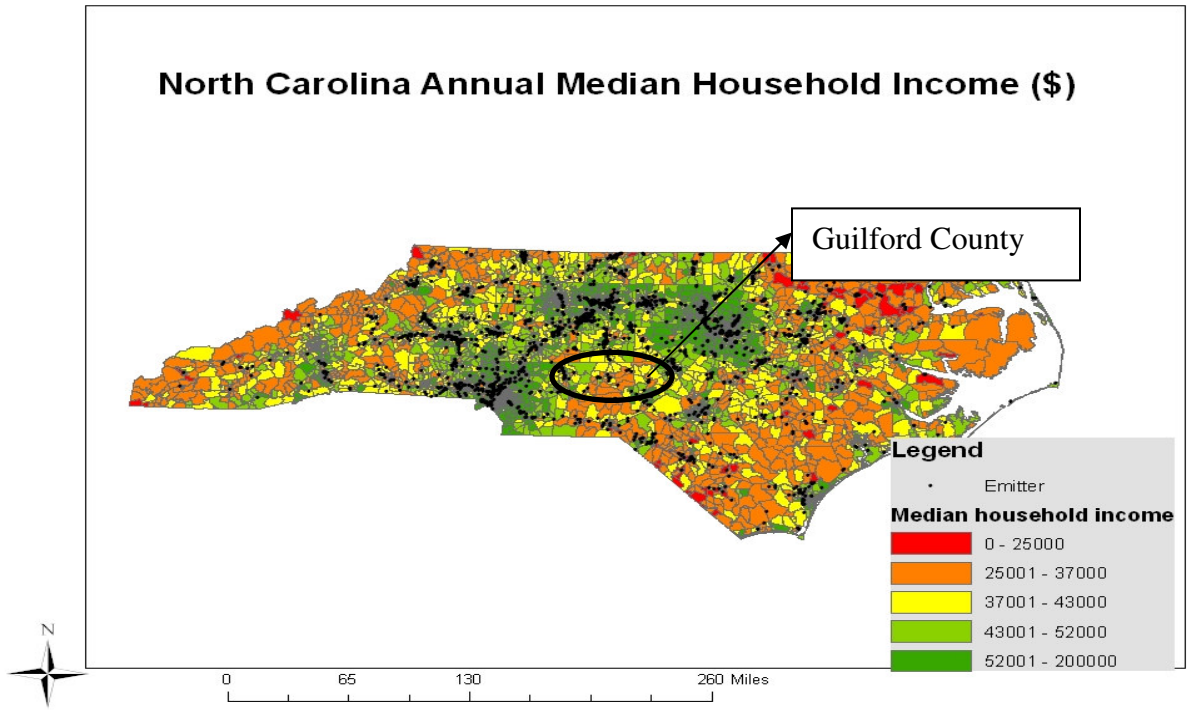 North Carolina Annual Median Household Income ($)
Guilford County
Legend
Emitter
Median household income
0 - 25000
25001 - 37000
37001 - 43000
43001 - 52000
52001 - 200000
N
0 65 130 260 Miles